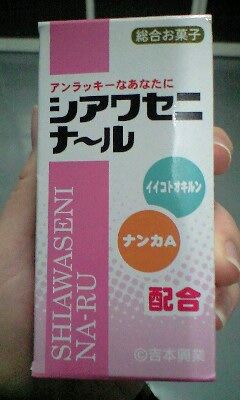 総合お菓子
アンラッキーなあなたに
シアワセニ
ナ〜ル
SHIAWASENI
NA-RU
イイコトオキルン
ナンカA
配合
©吉本興業